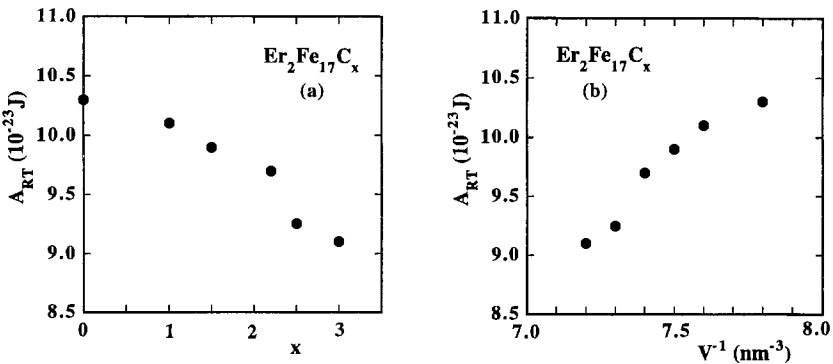 11.0
10.5
10.0
9.5
9.0
8.5
A_RT (10^-23 J)
Er₂Fe₁₇Cₓ
(a)
0 1 2 3
x
11.0
10.5
10.0
9.5
9.0
8.5
A_RT (10^-23 J)
Er₂Fe₁₇Cₓ
(b)
7.0 7.5 8.0
V^-1 (nm^-3)